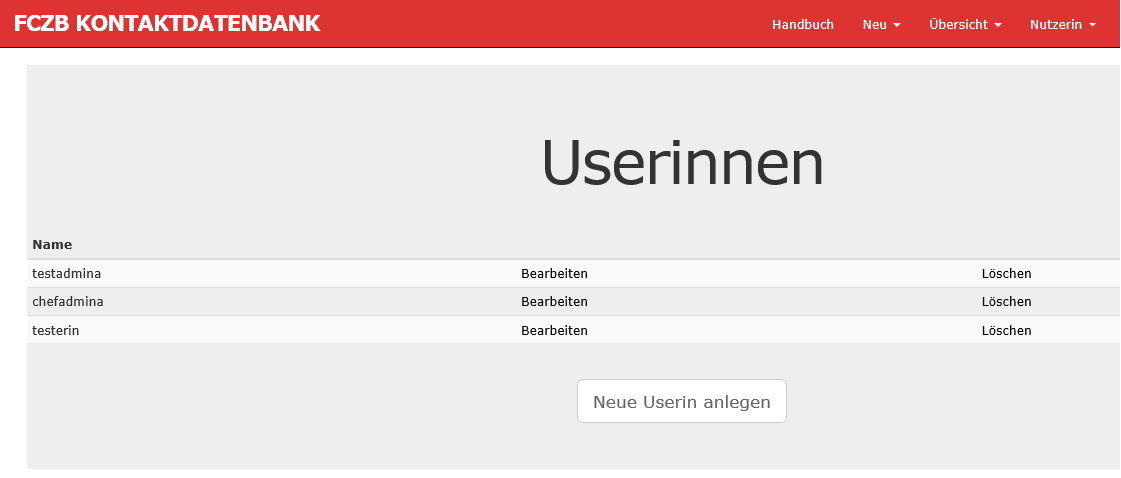 FCZB KONTAKTDATENBANK Handbuch Neu Übersicht Nutzerin
Userinnen
Name
testadmina Bearbeiten Löschen
chefadmina Bearbeiten Löschen
testerin Bearbeiten Löschen
Neue Userin anlegen